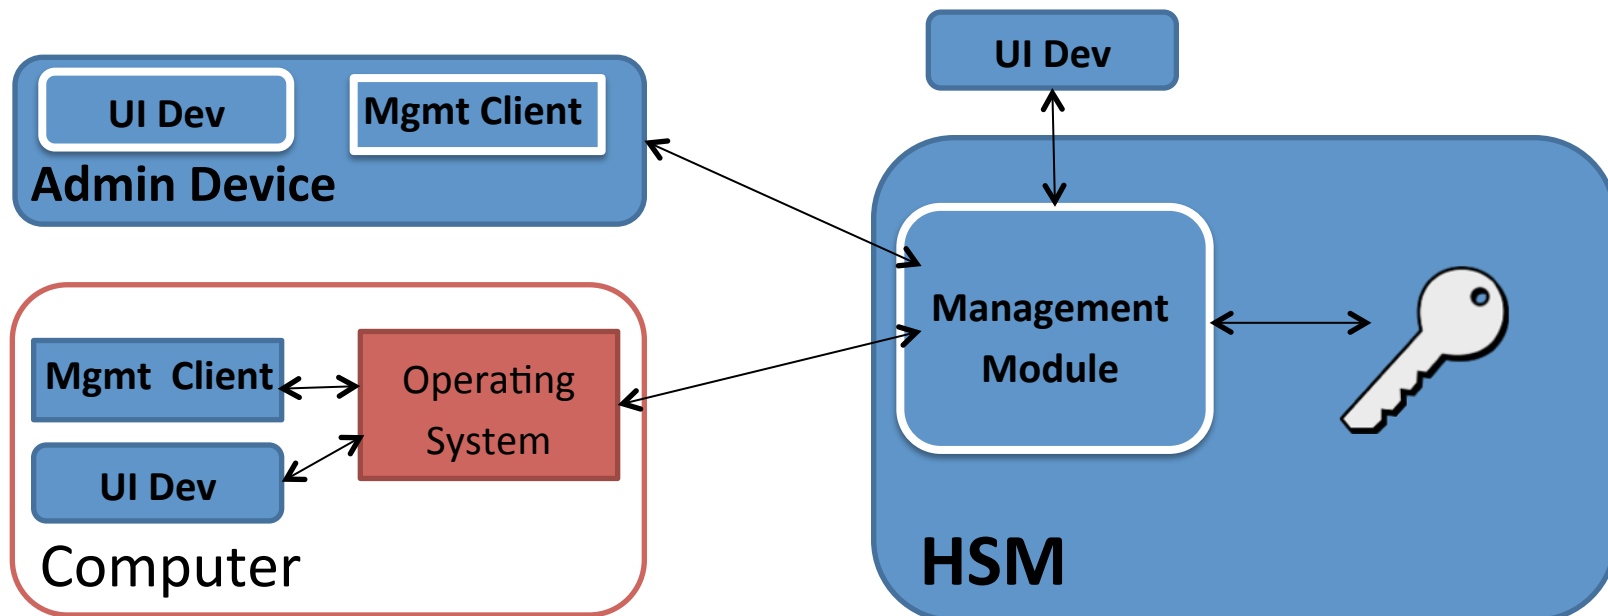 UI Dev
Mgmt Client
Admin Device
Mgmt Client
UI Dev
Operating
System
Computer
UI Dev
Management
Module
HSM